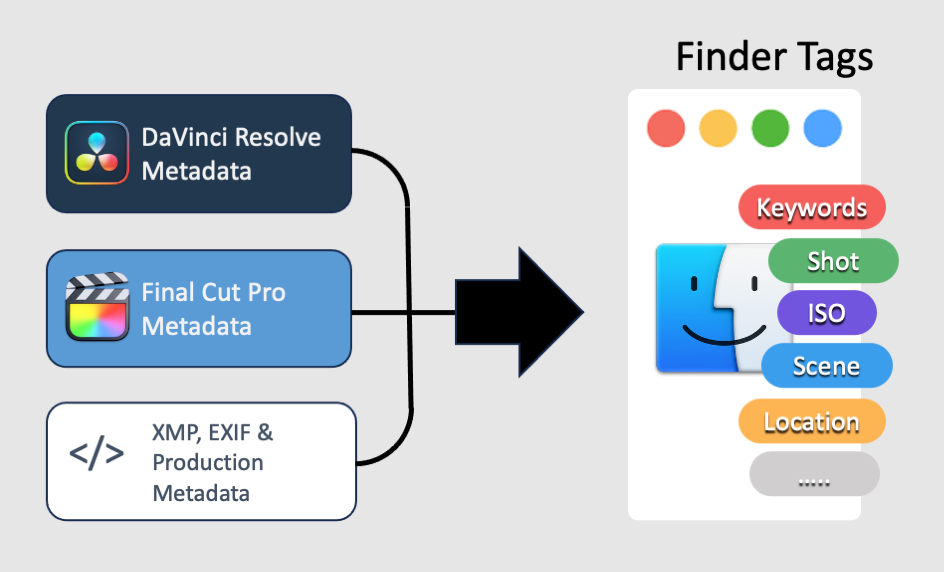 Finder Tags
DaVinci Resolve
Metadata
Final Cut Pro
Metadata
</>
XMP, EXIF &
Production
Metadata
Keywords
Shot
ISO
Scene
Location
.....